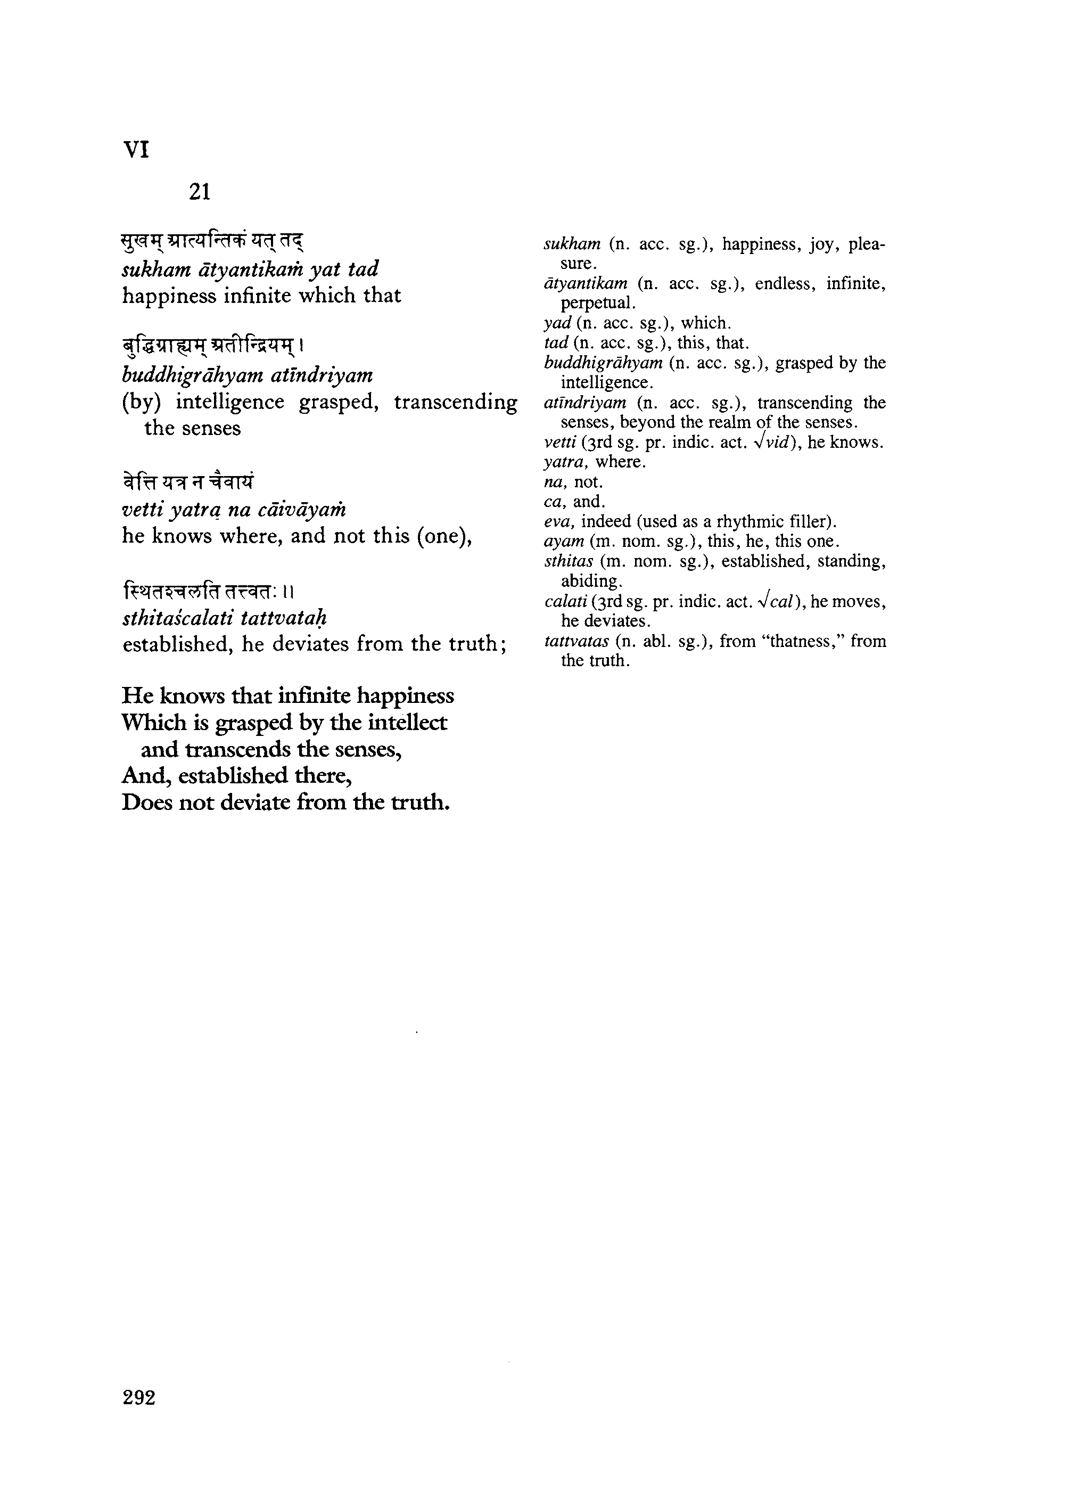 VI
21
सुखम् आत्यन्तिकं यत् तद्
sukham ātyantikaṁ yat tad
happiness infinite which that
बुद्धिग्राह्यम् अतीन्द्रियम् ।
buddhigrāhyam atīndriyam
(by) intelligence grasped, transcending
the senses
वेत्ति यत्र न चैवायं
vetti yatra na cāivāyaṁ
he knows where, and not this (one),
स्थितश्चलति तत्त्वतः ॥
sthitaścalati tattvataḥ
established, he deviates from the truth;
He knows that infinite happiness
Which is grasped by the intellect
and transcends the senses,
And, established there,
Does not deviate from the truth.
sukham (n. acc. sg.), happiness, joy, plea-
sure.
ātyantikam (n. acc. sg.), endless, infinite,
perpetual.
yad (n. acc. sg.), which.
tad (n. acc. sg.), this, that.
buddhigrāhyam (n. acc. sg.), grasped by the
intelligence.
atīndriyam (n. acc. sg.), transcending the
senses, beyond the realm of the senses.
vetti (3rd sg. pr. indic. act. √vid), he knows.
yatra, where.
na, not.
ca, and.
eva, indeed (used as a rhythmic filler).
ayam (m. nom. sg.), this, he, this one.
sthitas (m. nom. sg.), established, standing,
abiding.
calati (3rd sg. pr. indic. act. √cal), he moves,
he deviates.
tattvatas (n. abl. sg.), from “thatness,” from
the truth.
292